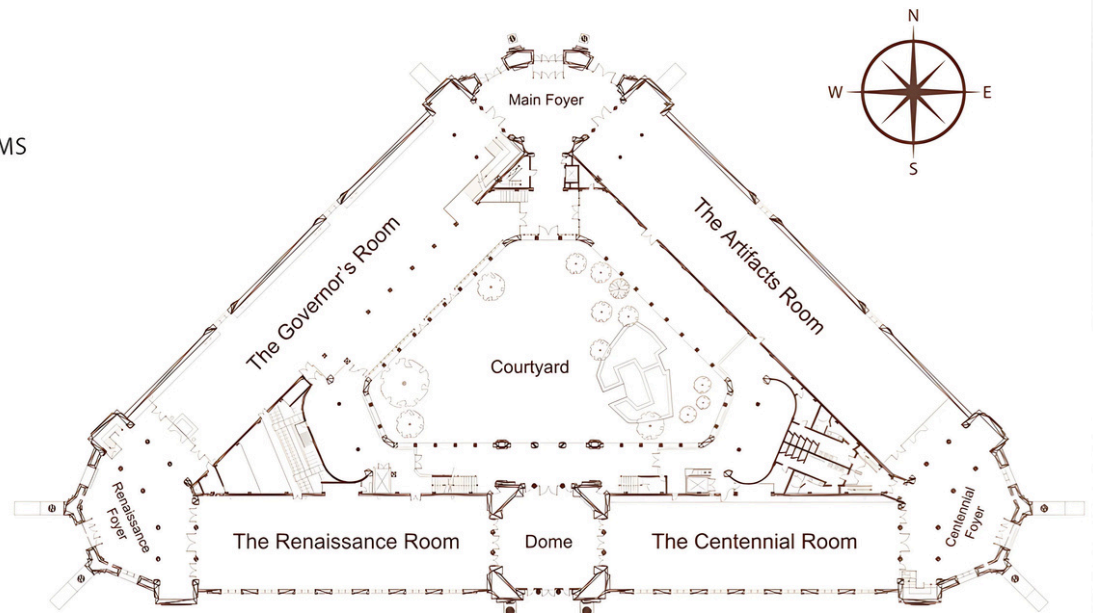 N
Main Foyer
W
E
MS
S
The Governor's Room
The Artifacts Room
Courtyard
Renaissance
Foyer
The Renaissance Room
Dome
The Centennial Room
Centennial
Foyer